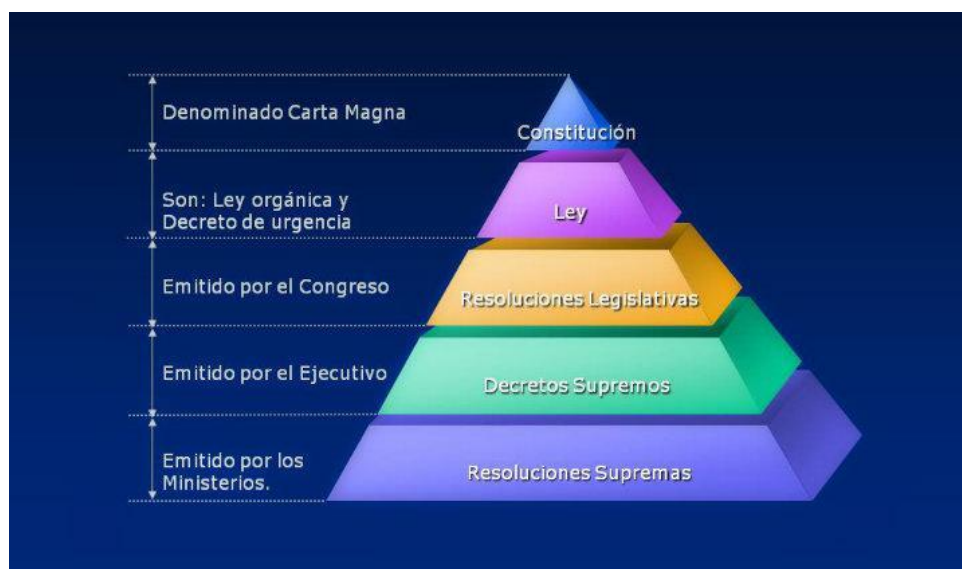 Denominado Carta Magna
Constitución
Son: Ley orgánica y
Decreto de urgencia
Ley
Emitido por el Congreso
Resoluciones Legislativas
Emitido por el Ejecutivo
Decretos Supremos
Emitido por los
Ministerios.
Resoluciones Supremas